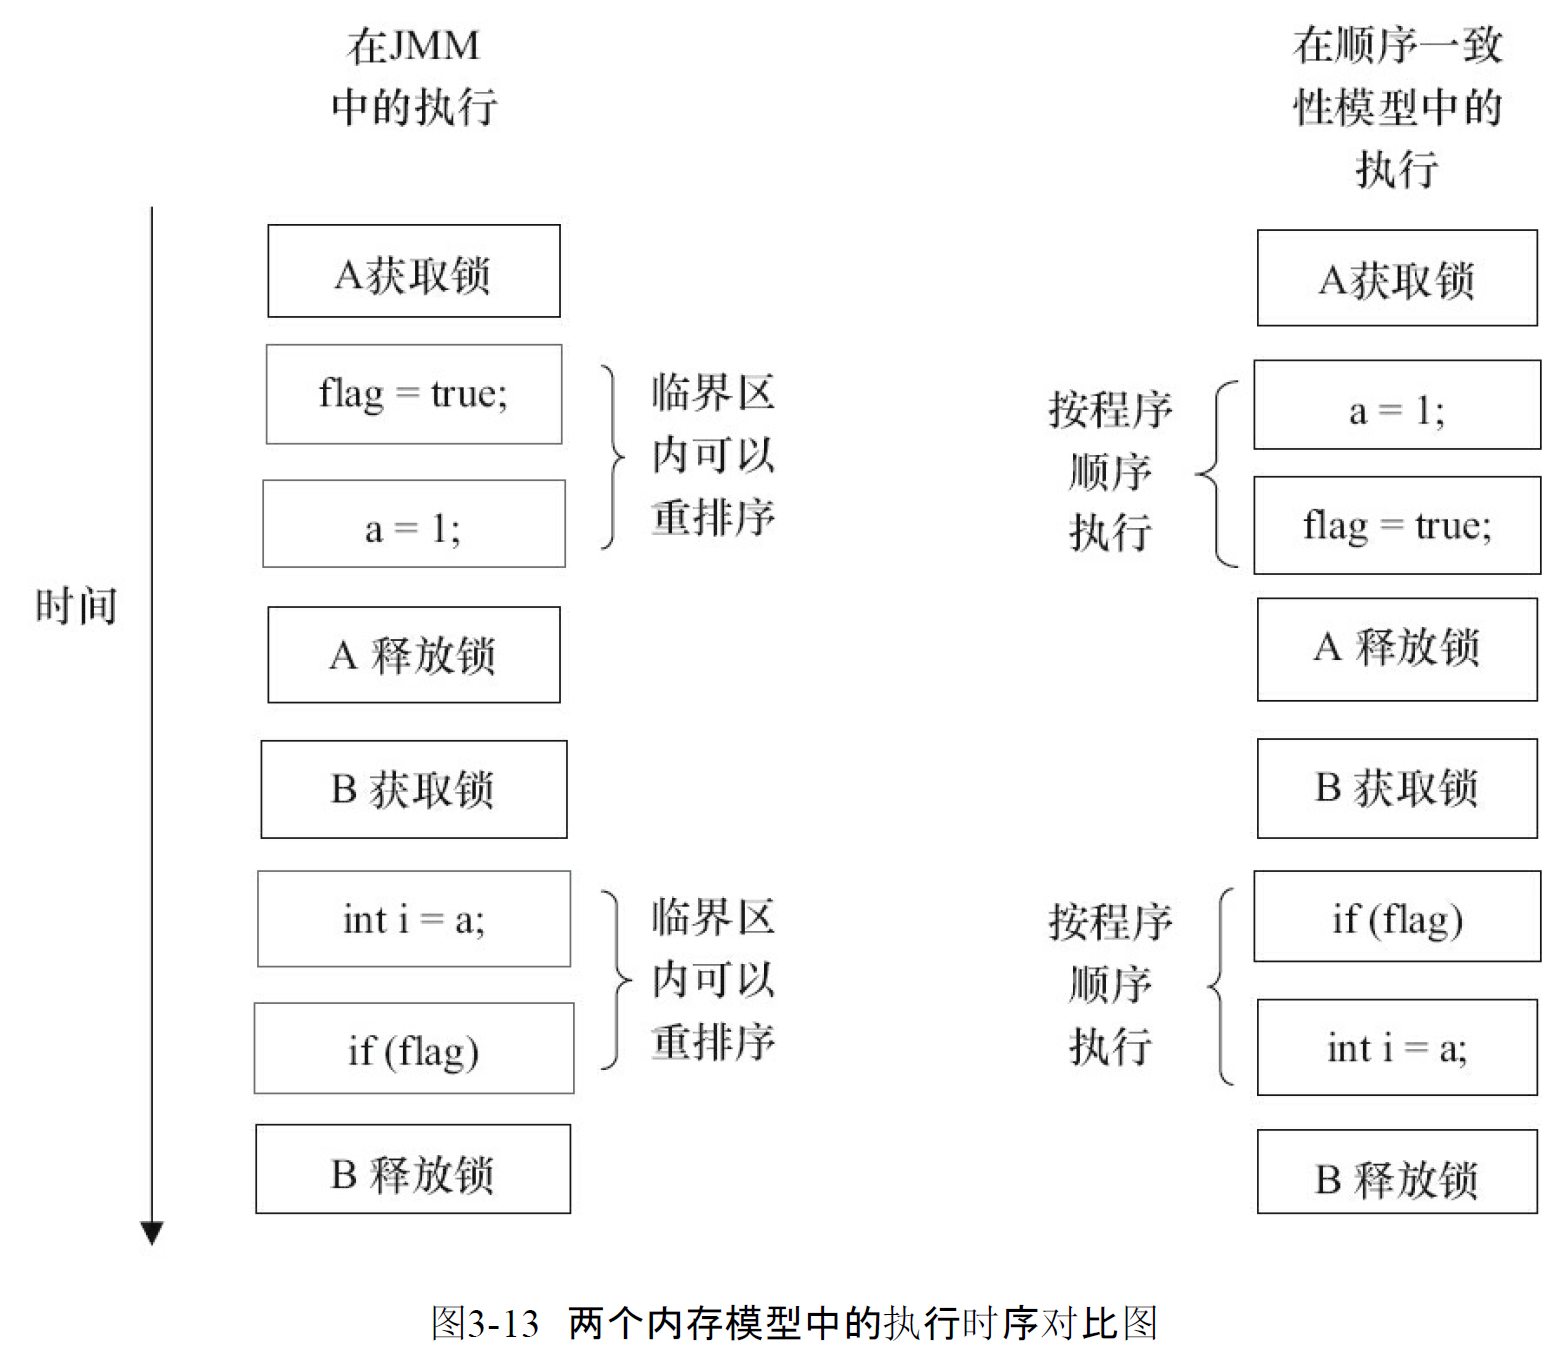 在JMM
中的执行
在顺序一致
性模型中的
执行
时间
A获取锁
flag = true;
a = 1;
临界区
内可以
重排序
A 释放锁
B 获取锁
int i = a;
if (flag)
临界区
内可以
重排序
B 释放锁
A获取锁
按程序
顺序
执行
a = 1;
flag = true;
A 释放锁
B 获取锁
按程序
顺序
执行
if (flag)
int i = a;
B 释放锁
图3-13 两个内存模型中的执行时序对比图